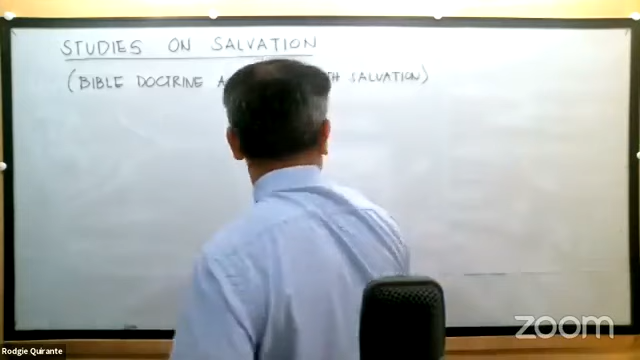 STUDIES ON SALVATION
(BIBLE DOCTRINE SALVATION)
zoom
Rodgie Quirante